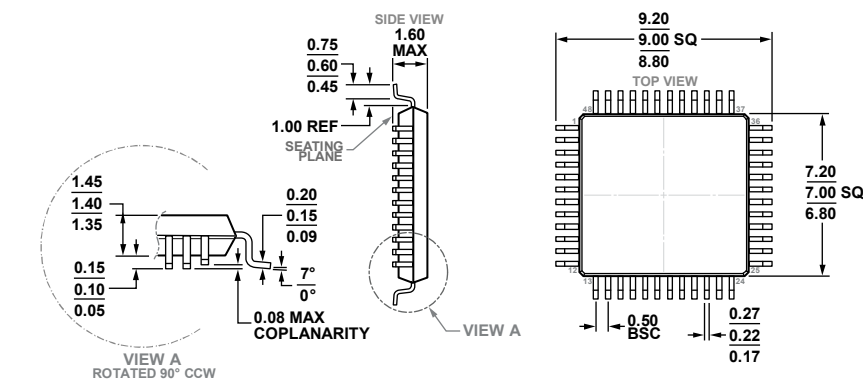 SIDE VIEW
1.60
MAX
0.75
0.60
0.45
1.00 REF
SEATING
PLANE
1.45
1.40
1.35
0.15
0.10
0.05
0.20
0.15
0.09
7°
0°
0.08 MAX
COPLANARITY
VIEW A
VIEW A
ROTATED 90° CCW
9.20
9.00 SQ
8.80
TOP VIEW
48
37
1
36
7.20
7.00 SQ
6.80
12
25
13
24
0.50
BSC
0.27
0.22
0.17